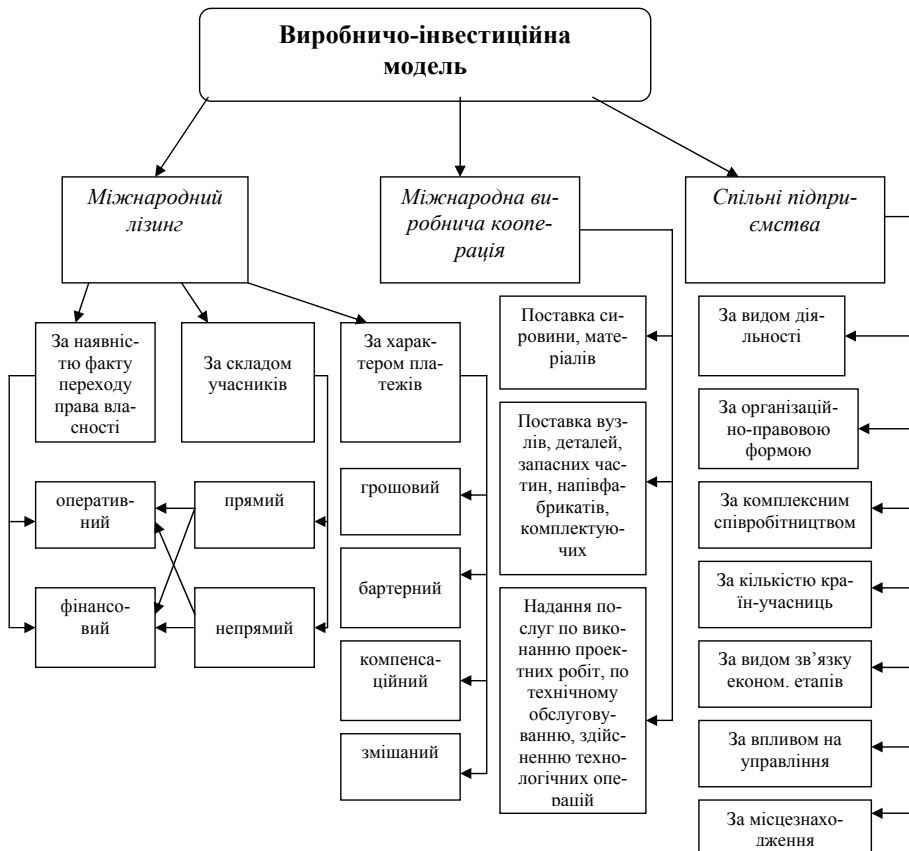 Виробничо-інвестиційна
модель
Міжнародний
лізинг
Міжнародна ви-
робнича коопе-
рація
Спільні підпри-
ємства
За наявніс-
тю факту
переходу
права вла-
сності
За складом
учасників
За харак-
тером пла-
тежів
оператив-
ний
прямий
фінансо-
вий
непрямий
грошовий
бартерний
компенса-
ційний
змішаний
Поставка си-
ровини, мате-
ріалів
Поставка вуз-
лів, деталей,
запасних час-
тин, напівфа-
брикатів,
комплектую-
чих
Надання по-
слуг по вико-
нанню проек-
тних робіт, по
технічному
обслугову-
ванню, здійс-
ненню техно-
логічних опе-
рацій
За видом дія-
льності
За організацій-
но-правовою
формою
За комплексним
співробітництвом
За кількістю кра-
їн-учасниць
За видом зв’язку
економ. етапів
За впливом на
управління
За місцезнахо-
дження